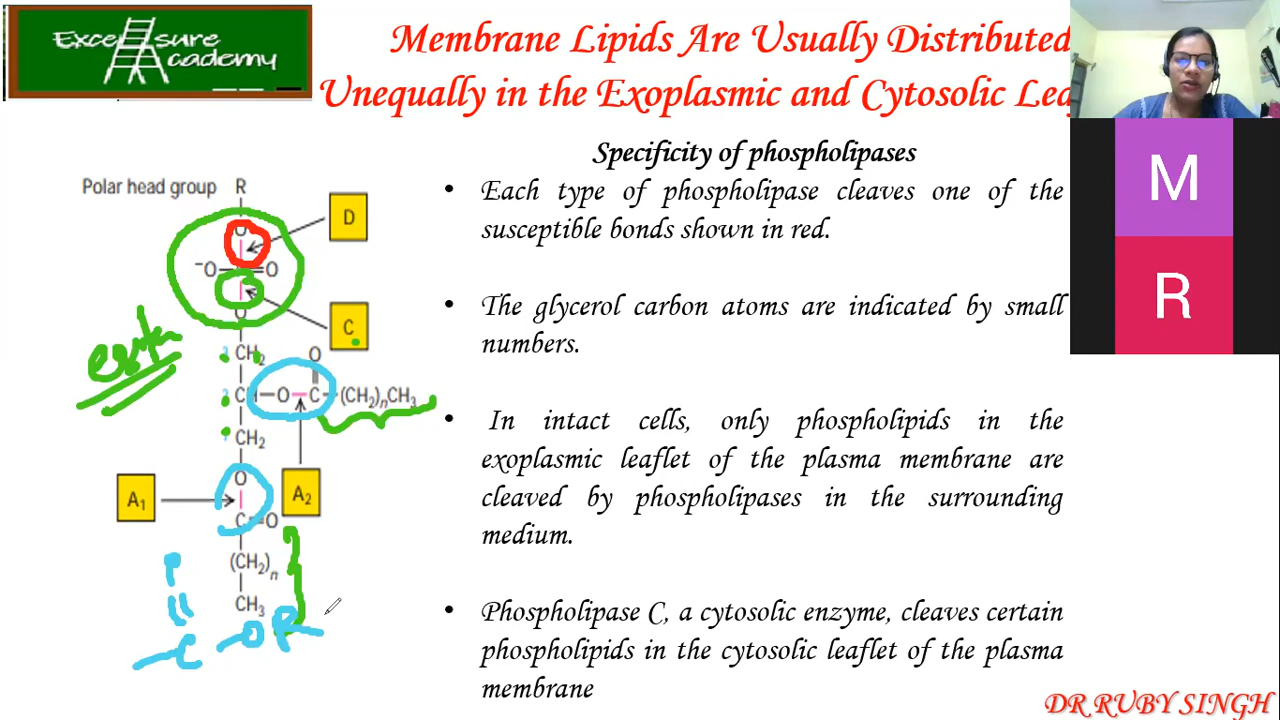 Excel sure
Academy
Membrane Lipids Are Usually Distributed
Unequally in the Exoplasmic and Cytosolic
Specificity of phospholipases
• Each type of phospholipase cleaves one of the
susceptible bonds shown in red.
• The glycerol carbon atoms are indicated by small
numbers.
• In intact cells, only phospholipids in the
exoplasmic leaflet of the plasma membrane are
cleaved by phospholipases in the surrounding
medium.
• Phospholipase C, a cytosolic enzyme, cleaves certain
phospholipids in the cytosolic leaflet of the plasma
membrane
DR RUBY SINGH
M
R
Polar head group R
O
D
⁻O O
C
O
CH₂ O
CH—O—C—(CH₂)ₙCH₃
CH₂
O
A₁ A₂
C=O
(CH₂)ₙ
CH₃
C—OR